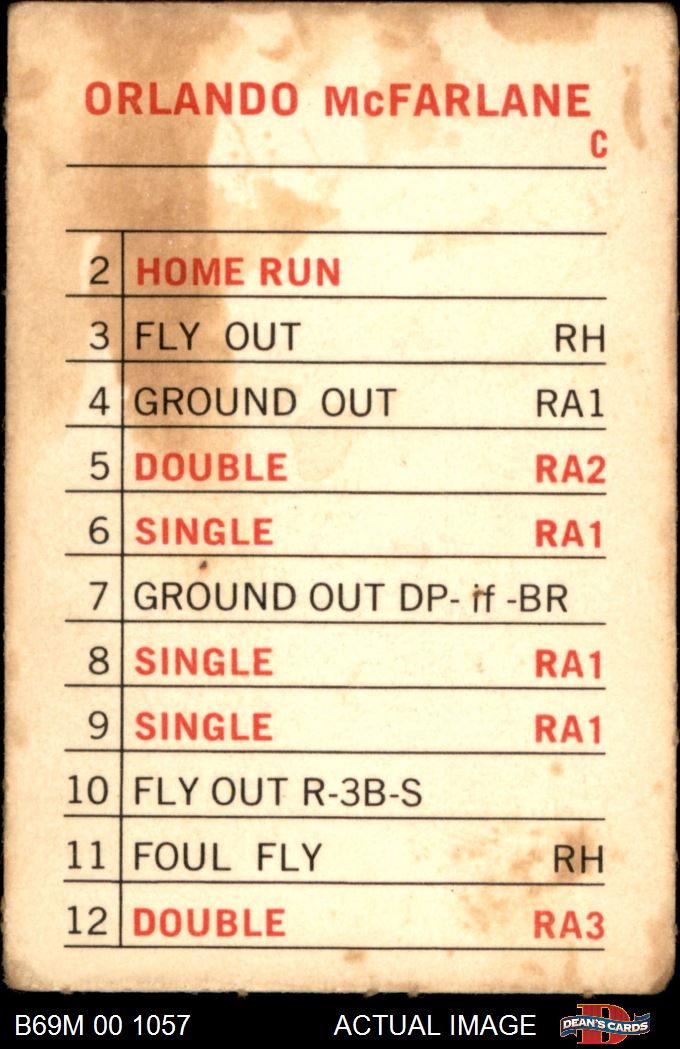 ORLANDO McFARLANE
C
2 HOME RUN
3 FLY OUT RH
4 GROUND OUT RA1
5 DOUBLE RA2
6 SINGLE RA1
7 GROUND OUT DP- if -BR
8 SINGLE RA1
9 SINGLE RA1
10 FLY OUT R-3B-S
11 FOUL FLY RH
12 DOUBLE RA3
B69M 00 1057 ACTUAL IMAGE DEAN'S CARDS